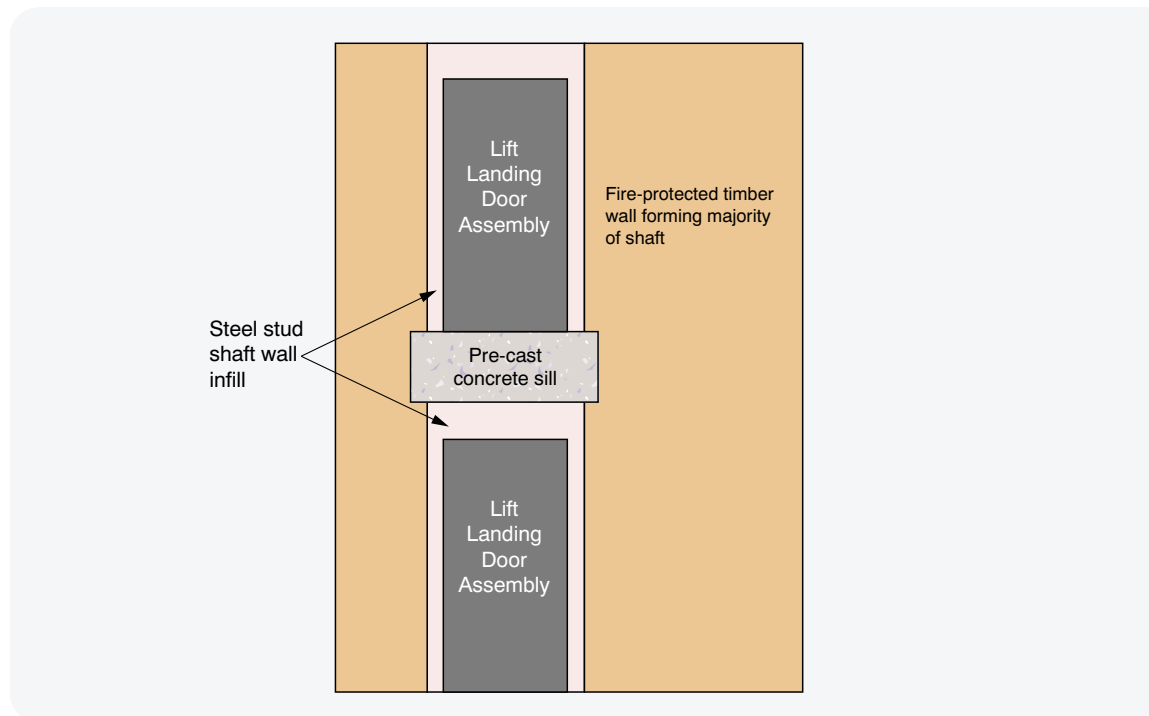 Lift
Landing
Door
Assembly
Fire-protected timber
wall forming majority
of shaft
Steel stud
shaft wall
infill
Pre-cast
concrete sill
Lift
Landing
Door
Assembly